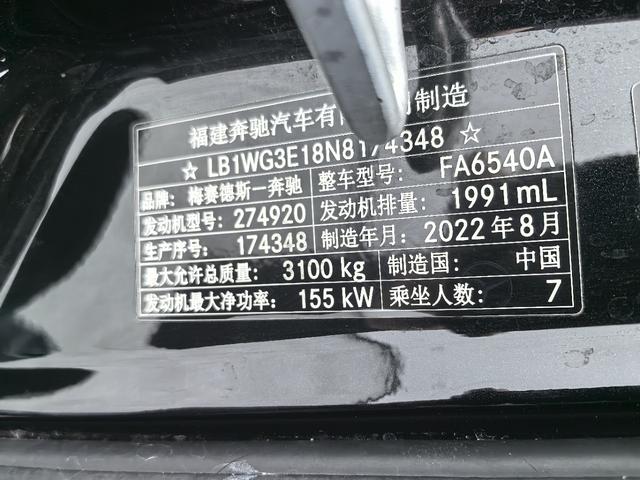 福建奔驰汽车有 制造
☆ LB1WG3E18N8174348 ☆
品牌: 梅赛德斯—奔驰 整车型号: FA6540A
发动机型号: 274920 发动机排量: 1991mL
生产序号: 174348 制造年月: 2022年8月
最大允许总质量: 3100 kg 制造国: 中国
发动机最大净功率: 155 kW 乘坐人数: 7